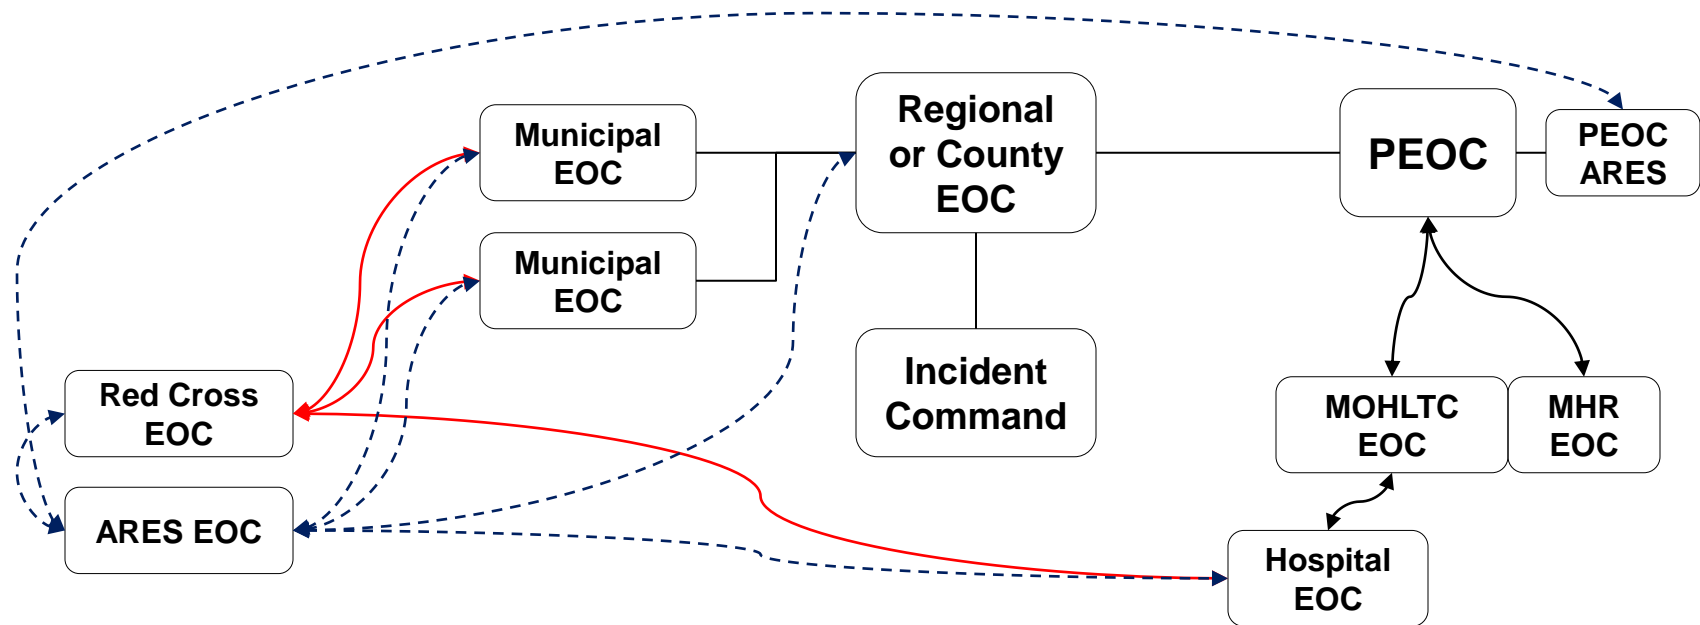 Municipal
EOC
Regional
or County
EOC
PEOC
PEOC
ARES
Municipal
EOC
Incident
Command
Red Cross
EOC
MOHLTC
EOC
MHR
EOC
ARES EOC
Hospital
EOC